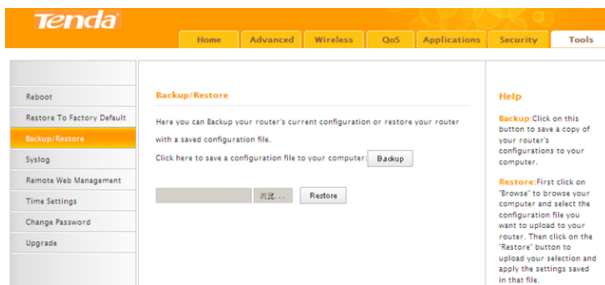 Tenda
Home Advanced Wireless QoS Applications Security Tools
Reboot
Restore To Factory Default
Backup/Restore
Syslog
Remote Web Management
Time Settings
Change Password
Upgrade
Backup/Restore
Here you can Backup your router's current configuration or restore your router
with a saved configuration file.
Click here to save a configuration file to your computer: Backup
浏览... Restore
Help
Backup:Click on this
button to save a copy of
your router's
configurations to your
computer.
Restore:First click on
"Browse" to browse your
computer and select the
configuration file you
want to upload to your
router. Then click on the
"Restore" button to
upload your selection and
apply the settings saved
in that file.